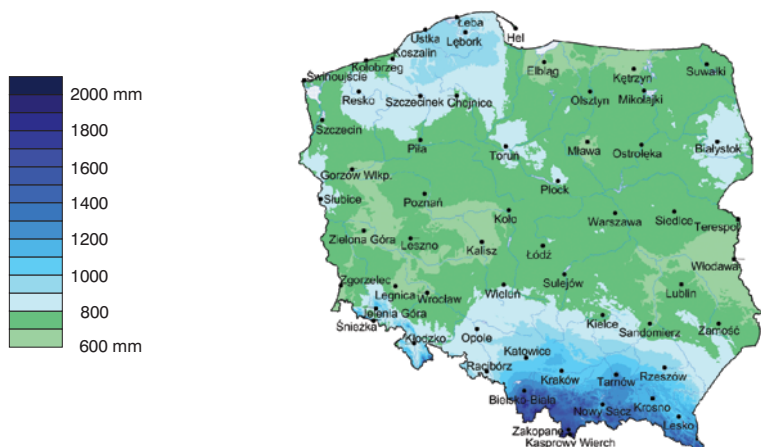 2000 mm
1800
1600
1400
1200
1000
800
600 mm
Łeba
Ustka
Lębork
Hel
Koszalin
Kołobrzeg
Elbląg
Kętrzyn
Suwałki
Świnoujście
Resko
Szczecinek
Chojnice
Olsztyn
Mikołajki
Szczecin
Piła
Toruń
Mława
Ostrołęka
Białystok
Gorzów Wlkp.
Płock
Słubice
Poznań
Koło
Warszawa
Siedlce
Terespol
Zielona Góra
Leszno
Kalisz
Łódź
Włodawa
Zgorzelec
Legnica
Wrocław
Wieluń
Sulejów
Lublin
Jelenia Góra
Śnieżka
Kłodzko
Opole
Kielce
Sandomierz
Zamość
Katowice
Racibórz
Kraków
Tarnów
Rzeszów
Bielsko Biała
Nowy Sącz
Krosno
Lesko
Zakopane
Kasprowy Wierch